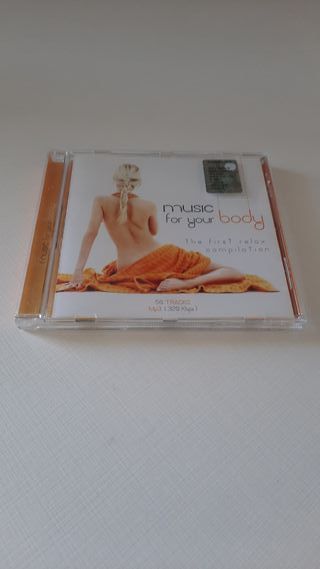 music
for your body
the first relax
compilation
56 TRACKS
Mp3 ( 320 Kbps )